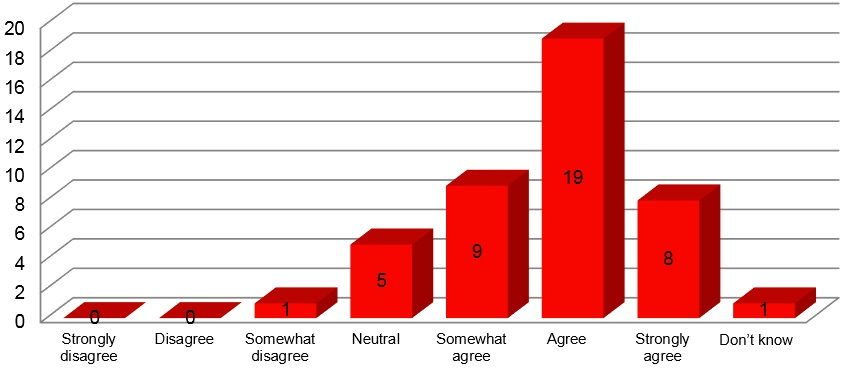 20
18
16
14
12
10
8
6
4
2
0
0
0
1
5
9
19
8
1
Strongly
disagree
Disagree
Somewhat
disagree
Neutral
Somewhat
agree
Agree
Strongly
agree
Don't know